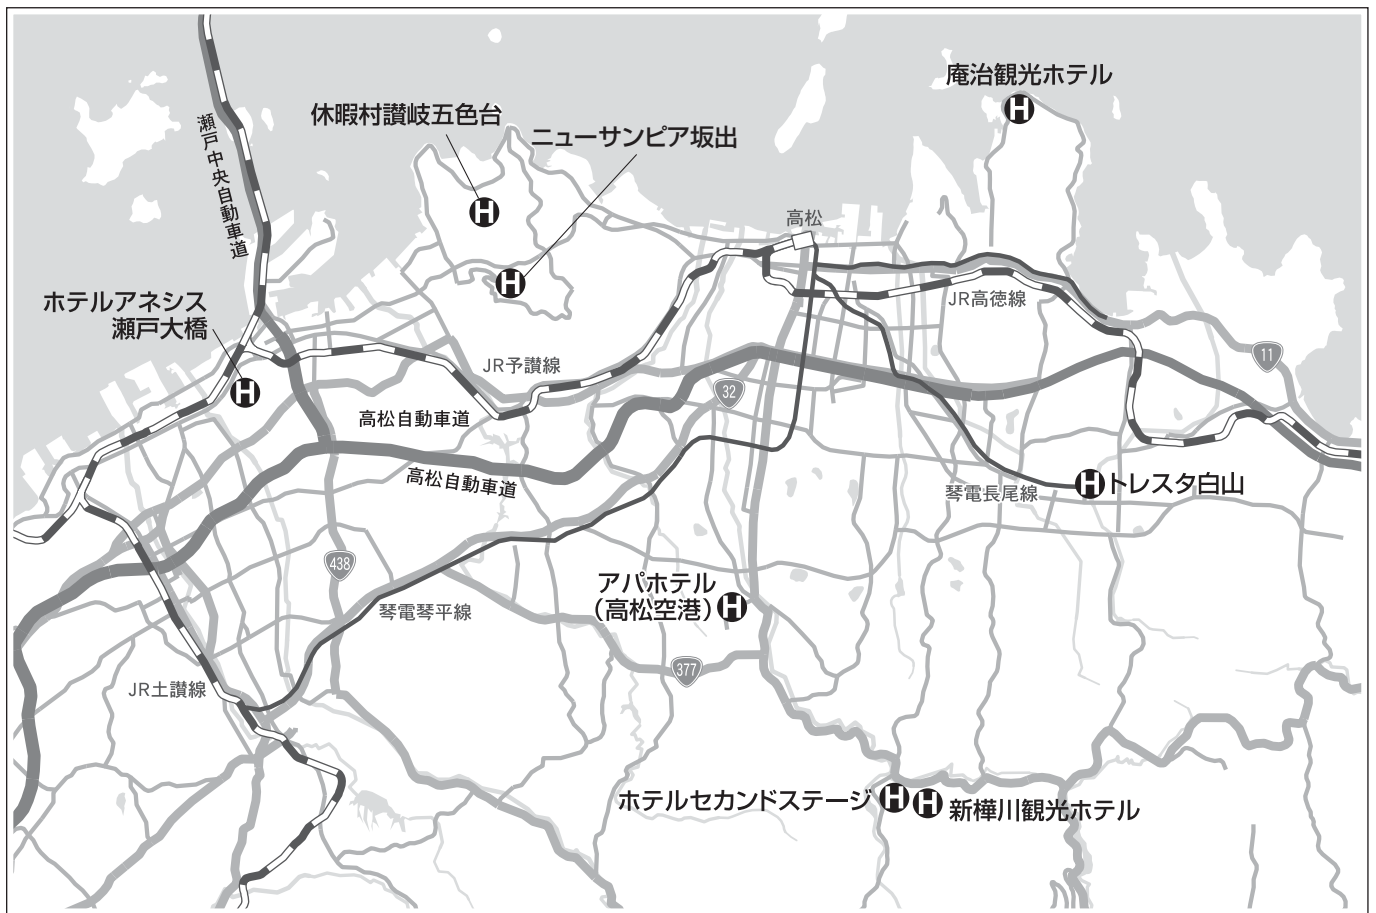 庵治観光ホテル
H
休暇村讃岐五色台
ニューサンピア坂出
瀬戸中央自動車道
H
高松
H
ホテルアネシス
瀬戸大橋
JR高徳線
11
JR予讃線
H
32
高松自動車道
高松自動車道
琴電長尾線
H
トレスタ白山
438
アパホテル
（高松空港）
H
琴電琴平線
377
JR土讃線
ホテルセカンドステージ
H
H
新樺川観光ホテル